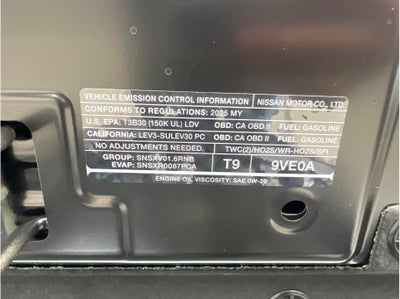 VEHICLE EMISSION CONTROL INFORMATION NISSAN MOTOR CO., LTD.
CONFORMS TO REGULATIONS: 2025 MY
U.S. EPA: T3B30 (150K UL) LDV OBD: CA OBD II FUEL: GASOLINE
CALIFORNIA: LEV3-SULEV30 PC OBD: CA OBD II FUEL: GASOLINE
NO ADJUSTMENTS NEEDED. TWC(2)/HO2S/WR-HO2S/SFI
GROUP: SNSXV01.6RNB T9 9VE0A
EVAP: SNSXR0087PCA
ENGINE OIL VISCOSITY: SAE 0W-20